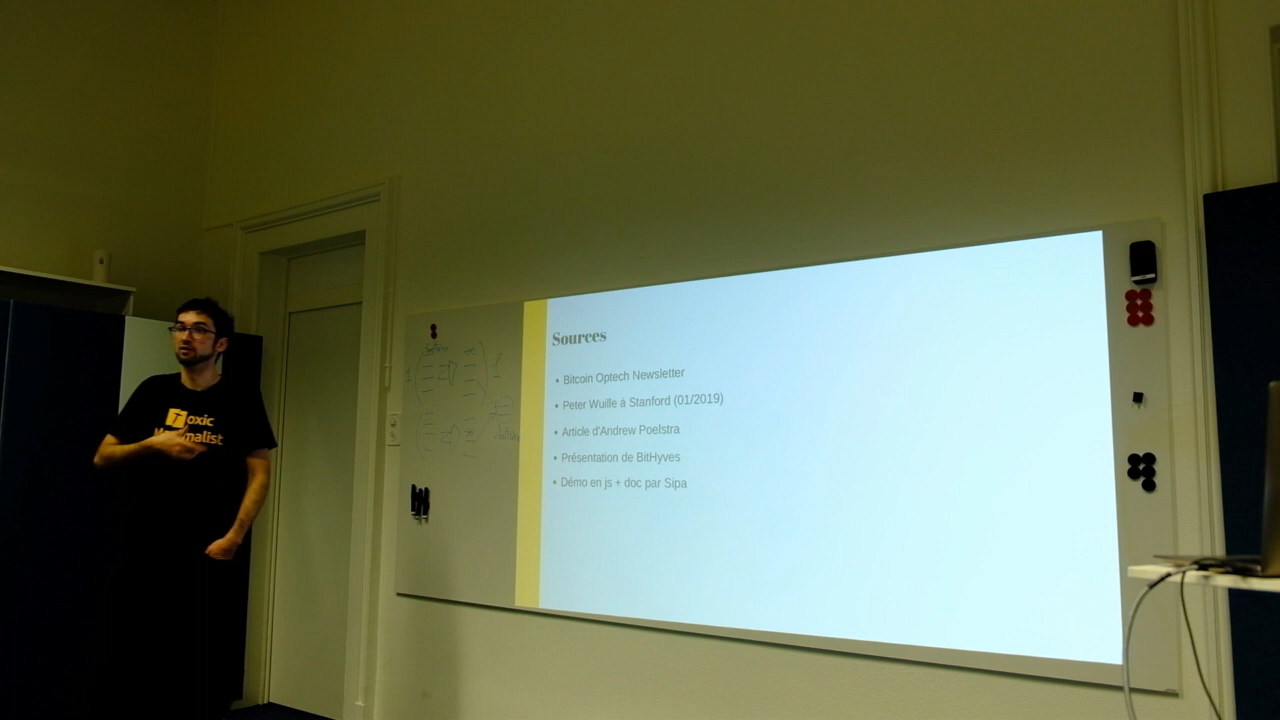 Toxic
Sources
• Bitcoin Optech Newsletter
• Peter Wuille à Stanford (01/2019)
• Article d'Andrew Poelstra
• Présentation de BitHyves
• Démo en js + doc par Sipa